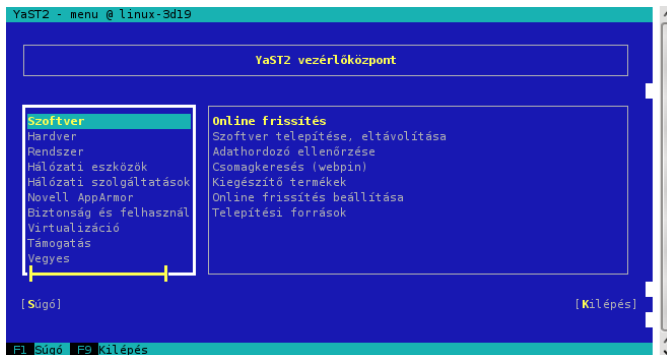 YaST2 - menu @ linux-3d19
YaST2 vezérlőközpont
Szoftver
Hardver
Rendszer
Hálózati eszközök
Hálózati szolgáltatások
Novell AppArmor
Biztonság és felhasznál
Virtualizáció
Támogatás
Vegyes
Online frissítés
Szoftver telepítése, eltávolítása
Adathordozó ellenőrzése
Csomagkeresés (webpin)
Kiegészítő termékek
Online frissítés beállítása
Telepítési források
[Súgó] [Kilépés]
F1 Súgó F9 Kilépés